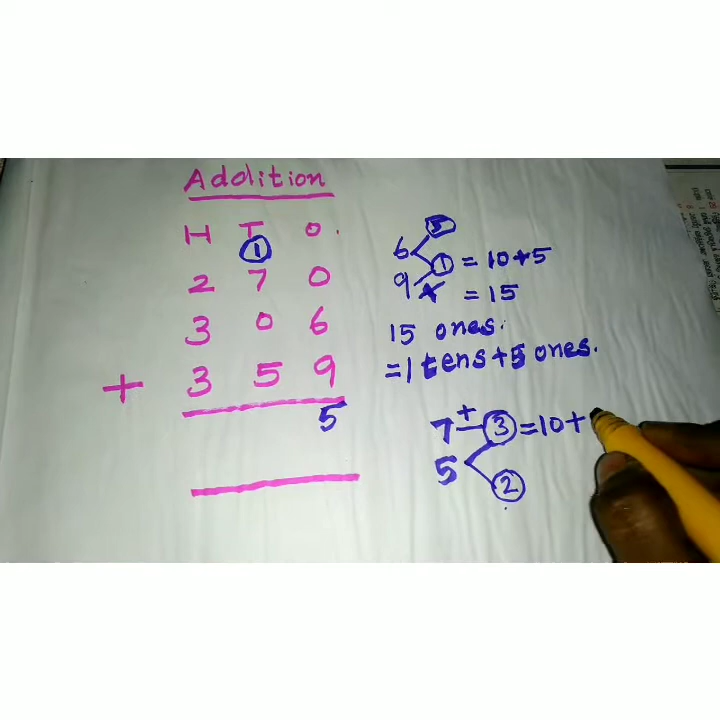 Addition
H T O.
1
2 7 0
3 0 6
+ 3 5 9
5
5
6
1 = 10+5
9
= 15
15 ones.
=1 tens+5 ones.
7 + 3 =10+
5
2